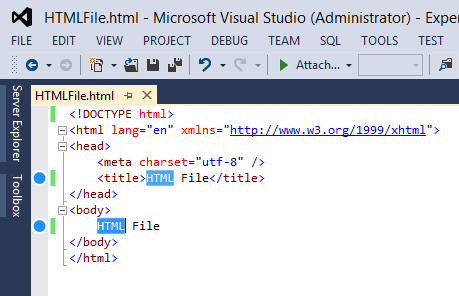 HTMLFile.html - Microsoft Visual Studio (Administrator) - Exper
FILE EDIT VIEW PROJECT DEBUG TEAM SQL TOOLS TEST
Attach...
Server Explorer
Toolbox
HTMLFile.html
<!DOCTYPE html>
<html lang="en" xmlns="http://www.w3.org/1999/xhtml">
<head>
<meta charset="utf-8" />
<title>HTML File</title>
</head>
<body>
HTML File
</body>
</html>